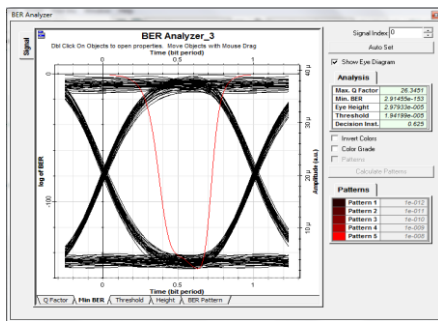 BER Analyzer
Signal
BER Analyzer_3
Dbl Click On Objects to open properties. Move Objects with Mouse Drag
Time (bit period)
0
1
0
-100
log of BER
40 µ
30 µ
20 µ
10 µ
Amplitude (a.u.)
0
1
Time (bit period)
Q Factor
Min BER
Threshold
Height
BER Pattern
Signal Index 0
Auto Set
Show Eye Diagram
Analysis
Max. Q Factor 26.3451
Min. BER 2.91455e-153
Eye Height 2.97933e-005
Threshold 1.94199e-005
Decision Inst. 0.625
Invert Colors
Color Grade
Patterns
Calculate Patterns
Patterns
Pattern 1 1e-012
Pattern 2 1e-011
Pattern 3 1e-010
Pattern 4 1e-009
Pattern 5 1e-008